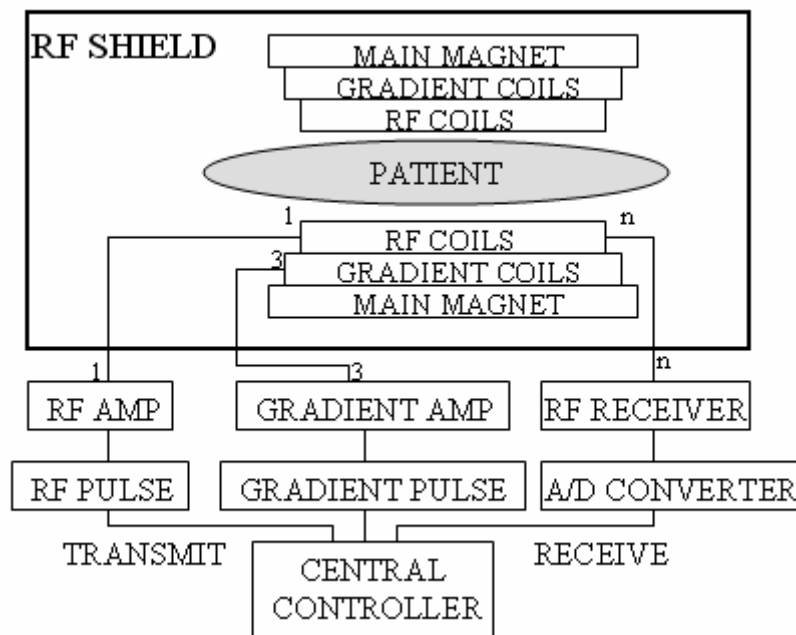 RF SHIELD
MAIN MAGNET
GRADIENT COILS
RF COILS
PATIENT
1
n
RF COILS
3
GRADIENT COILS
MAIN MAGNET
1
3
n
RF AMP
GRADIENT AMP
RF RECEIVER
RF PULSE
GRADIENT PULSE
A/D CONVERTER
TRANSMIT
RECEIVE
CENTRAL
CONTROLLER